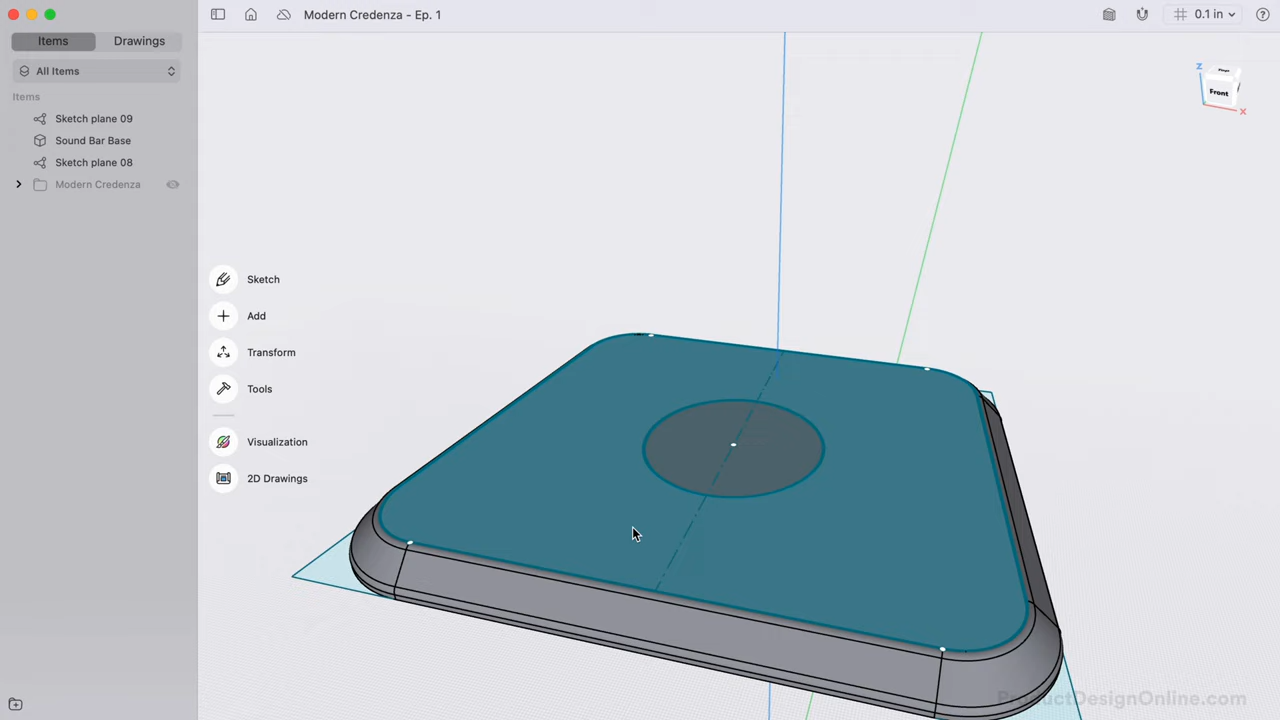 Modern Credenza - Ep. 1
0.1 in
Items
Drawings
All Items
Items
Sketch plane 09
Sound Bar Base
Sketch plane 08
Modern Credenza
Sketch
Add
Transform
Tools
Visualization
2D Drawings
Z
Front
X
ProductDesignOnline.com